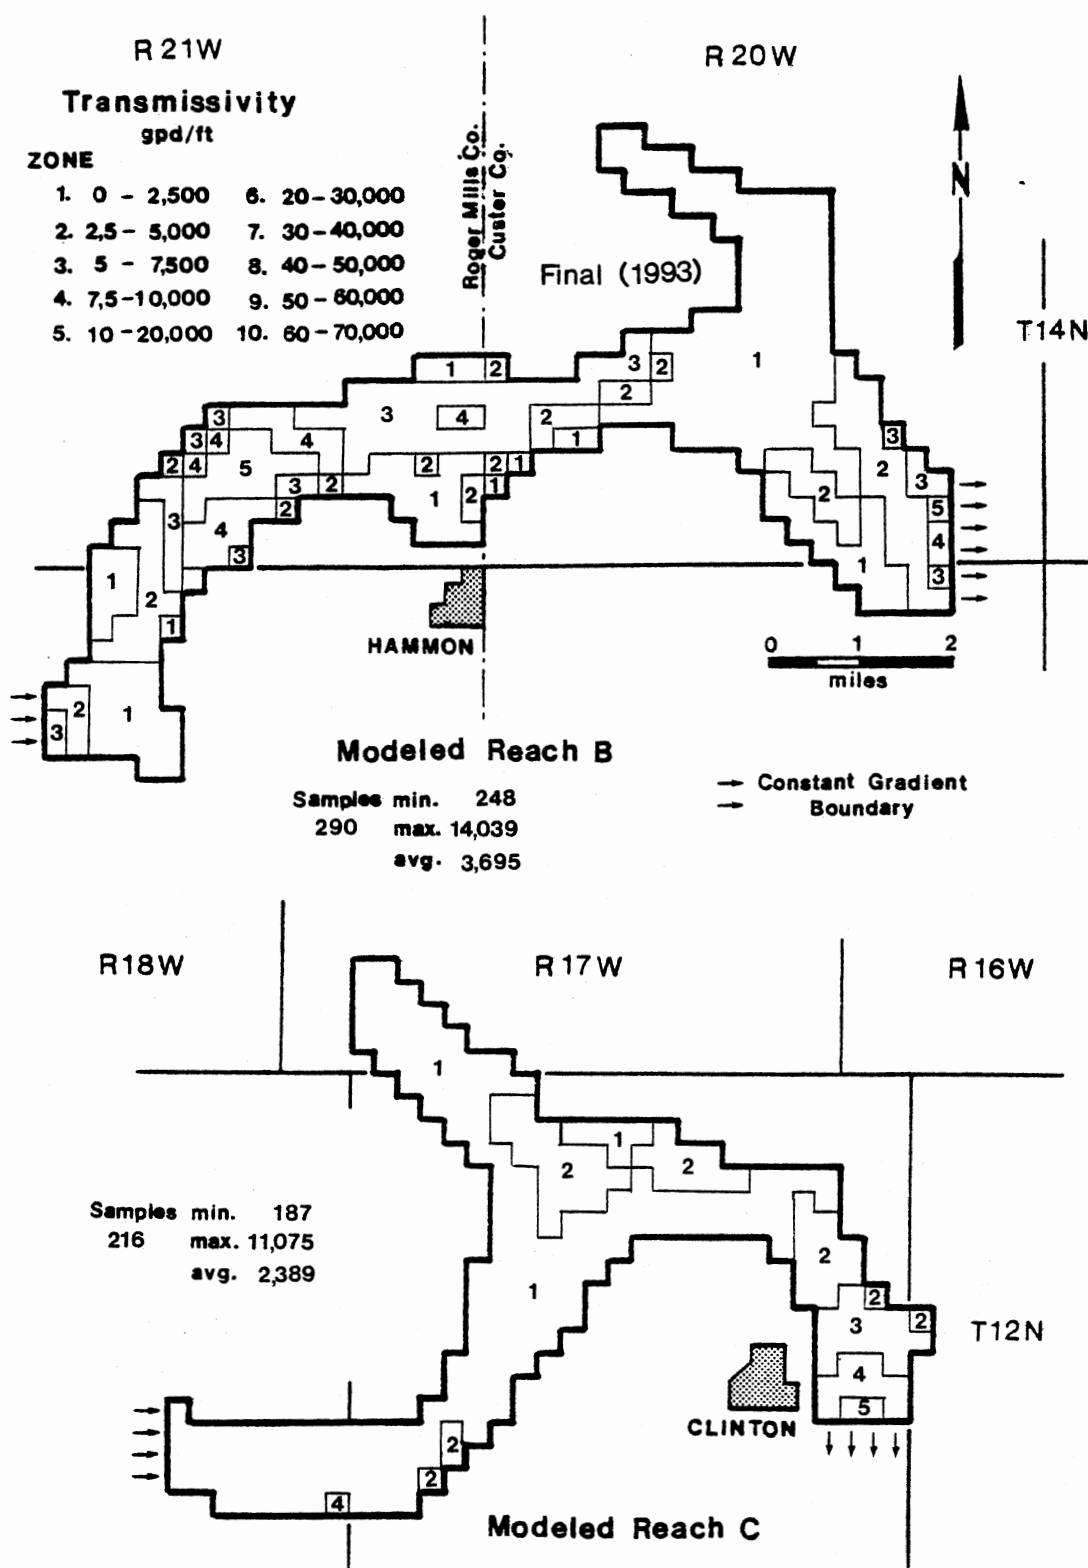 R 21W
R 20W
Transmissivity
gpd/ft
ZONE
1. 0 - 2,500 6. 20-30,000
2. 2,5- 5,000 7. 30-40,000
3. 5 - 7,500 8. 40-50,000
4. 7,5-10,000 9. 50-60,000
5. 10-20,000 10. 60-70,000
Roger Mills Co.
Custer Co.
N
Final (1993)
T14N
1
2
3
2
1
2
3
4
2
1
3
4
3
4
2
4
5
3
2
2
3
4
3
2
1
2
2
1
1
2
1
2
1
3
2
3
5
4
3
2
1
1
2
1
3
2
1
HAMMON
0 1 2
miles
Modeled Reach B
Samples min. 248
290 max. 14,039
avg. 3,695
→ Constant Gradient
→ Boundary
R18W
R 17W
R 16W
1
1
2
2
Samples min. 187
216 max. 11,075
avg. 2,389
2
1
2
2
3
T12N
4
5
CLINTON
2
2
4
Modeled Reach C